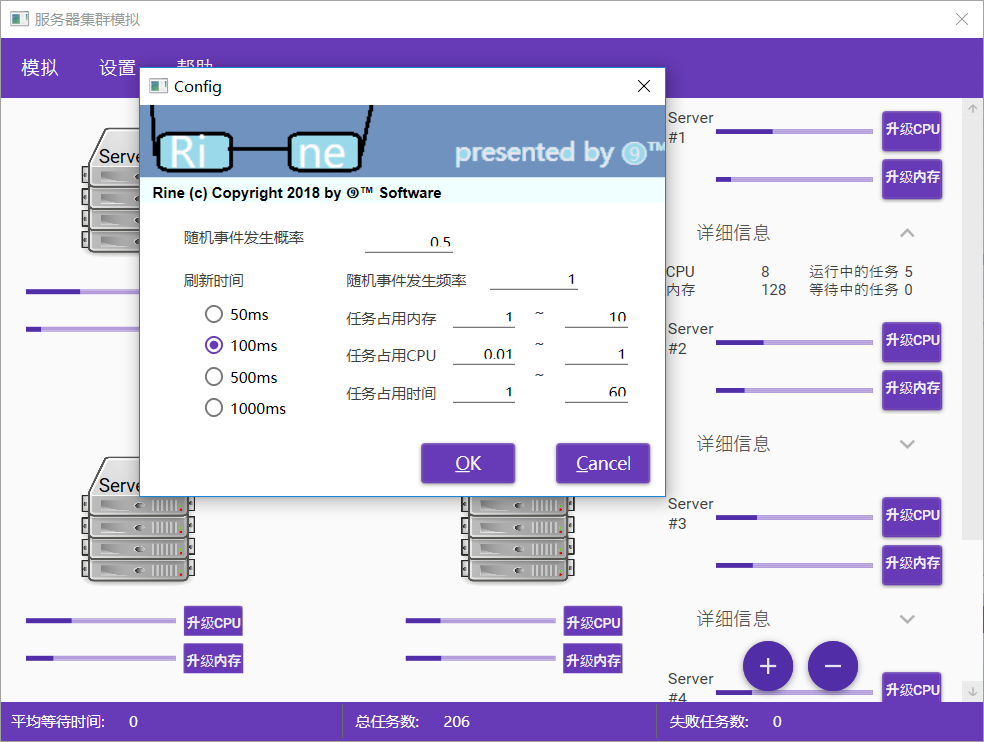 服务器集群模拟
模拟 设置 帮助
Config
Ri ne presented by ⑨™
Rine (c) Copyright 2018 by ⑨™ Software
随机事件发生概率 0.5
刷新时间
50ms
100ms
500ms
1000ms
随机事件发生频率 1
任务占用内存 1 ~ 10
任务占用CPU 0.01 ~ 1
任务占用时间 1 ~ 60
OK Cancel
Serve
Serve
升级CPU
升级内存
升级CPU
升级内存
Server
#1
升级CPU
升级内存
详细信息
CPU 8 运行中的任务 5
内存 128 等待中的任务 0
Server
#2
升级CPU
升级内存
详细信息
Server
#3
升级CPU
升级内存
详细信息
Server
#4
升级CPU
平均等待时间: 0 总任务数: 206 失败任务数: 0